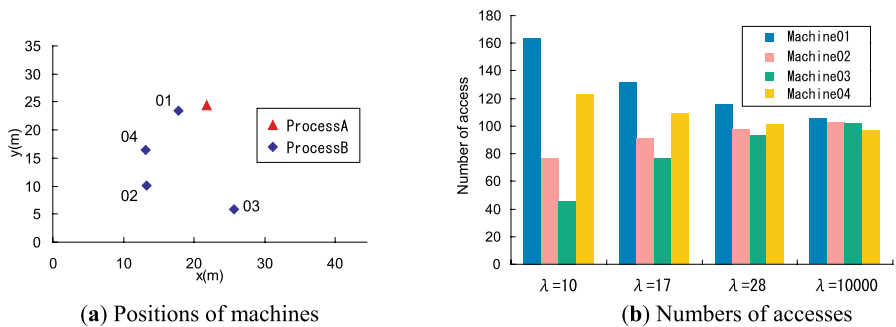 35
30
25
20
15
10
5
0
y(m)
01
04
02
03
ProcessA
ProcessB
0 10 20 30 40
x(m)
(a) Positions of machines
180
160
140
120
100
80
60
40
20
0
Number of access
Machine01
Machine02
Machine03
Machine04
λ=10 λ=17 λ=28 λ=10000
(b) Numbers of accesses